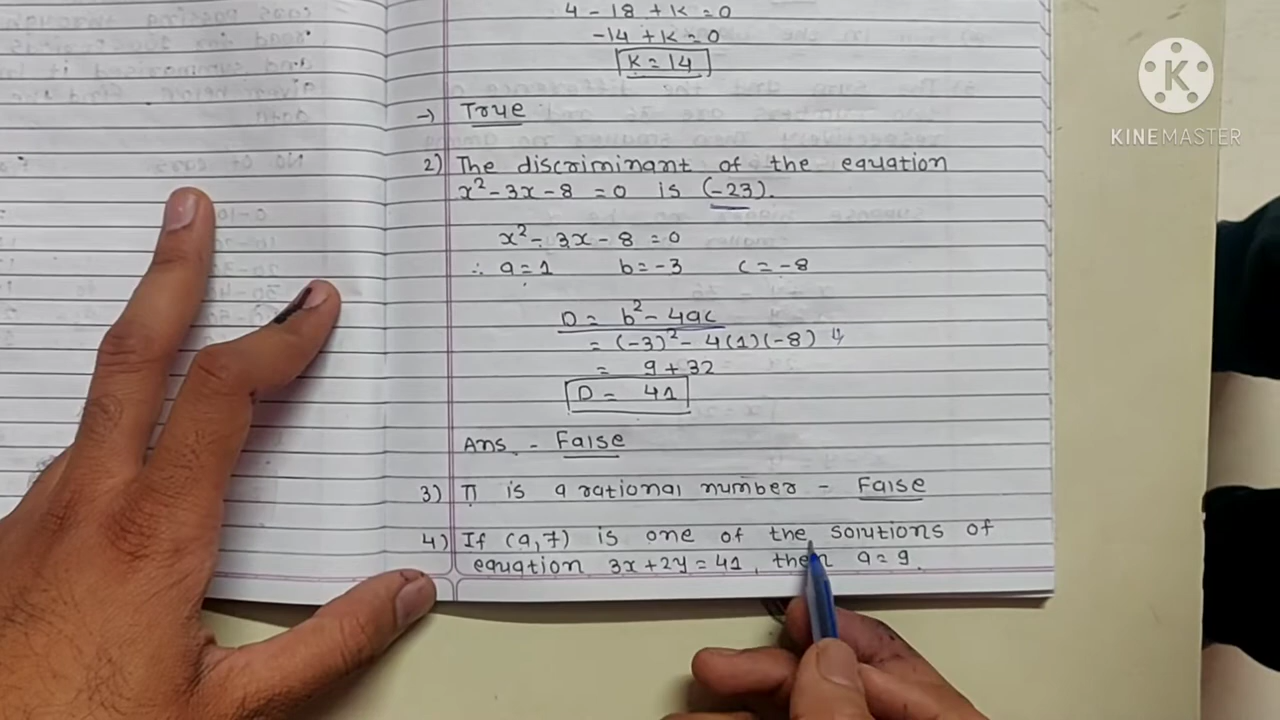 4 - 18 + K = 0
-14 + K = 0
K = 14
→ True
2) The discriminant of the equation
x² - 3x - 8 = 0 is (-23).
x² - 3x - 8 = 0
∴ a = 1 b = -3 c = -8
D = b² - 4ac
= (-3)² - 4(1)(-8)
= 9 + 32
D = 41
Ans. - False
3) π is a rational number - False
4) If (a,7) is one of the solutions of
equation 3x + 2y = 41, then a = 9.
K
KINEMASTER